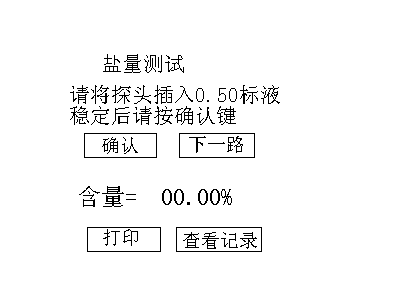 盐量测试
请将探头插入0.50标液
稳定后请按确认键
确认 下一路
含量= 00.00%
打印 查看记录